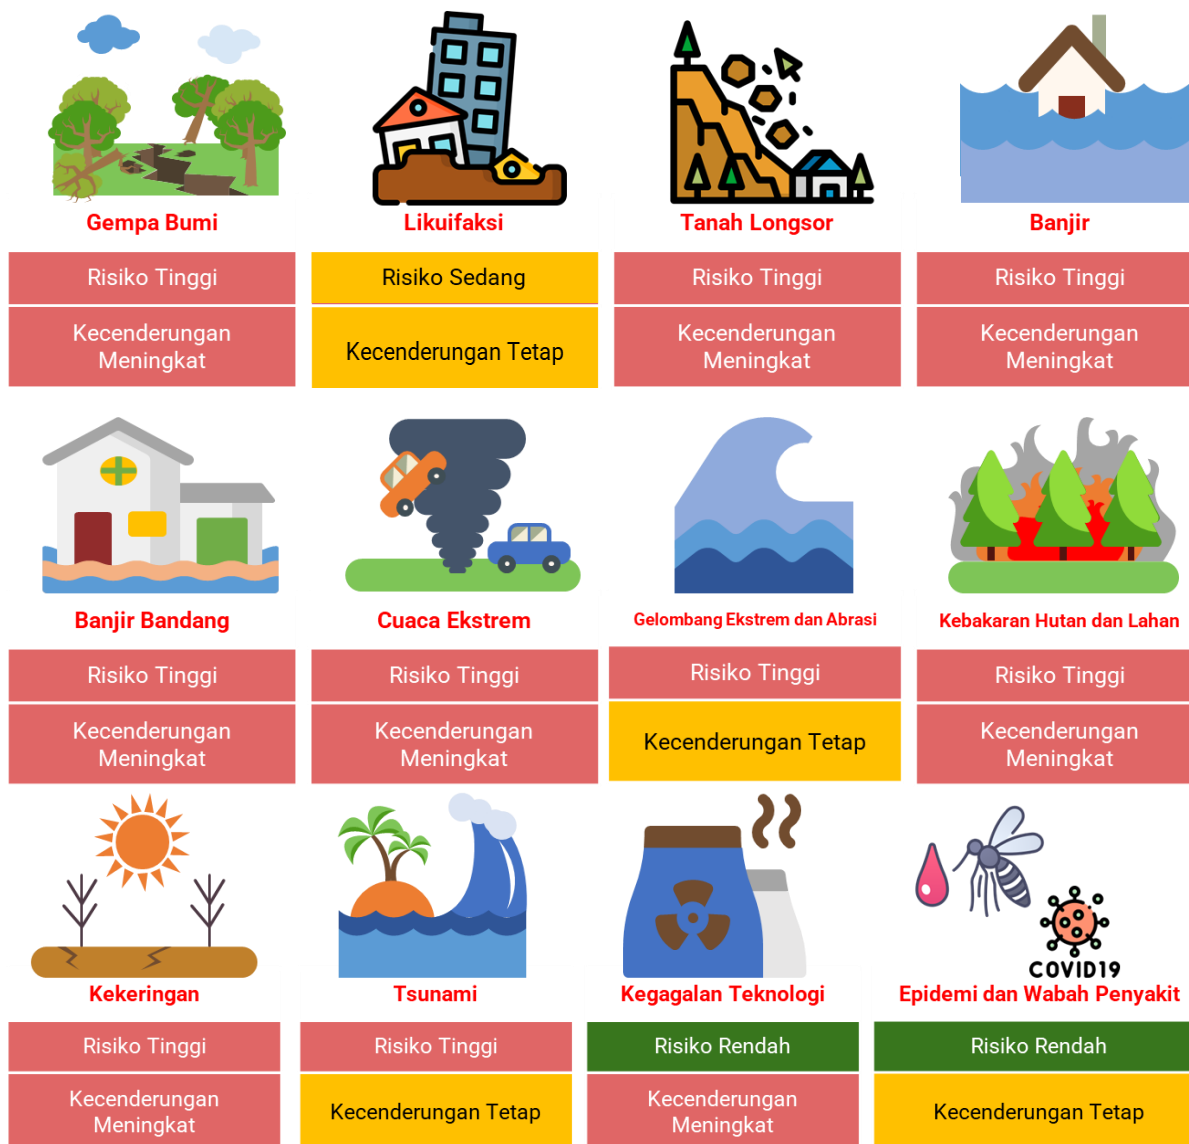 Gempa Bumi
Likuifaksi
Tanah Longsor
Banjir
Risiko Tinggi
Risiko Sedang
Risiko Tinggi
Risiko Tinggi
Kecenderungan
Meningkat
Kecenderungan Tetap
Kecenderungan
Meningkat
Kecenderungan
Meningkat
Banjir Bandang
Cuaca Ekstrem
Gelombang Ekstrem dan Abrasi
Kebakaran Hutan dan Lahan
Risiko Tinggi
Risiko Tinggi
Risiko Tinggi
Risiko Tinggi
Kecenderungan
Meningkat
Kecenderungan
Meningkat
Kecenderungan Tetap
Kecenderungan
Meningkat
COVID19
Kekeringan
Tsunami
Kegagalan Teknologi
Epidemi dan Wabah Penyakit
Risiko Tinggi
Risiko Tinggi
Risiko Rendah
Risiko Rendah
Kecenderungan
Meningkat
Kecenderungan Tetap
Kecenderungan
Meningkat
Kecenderungan Tetap